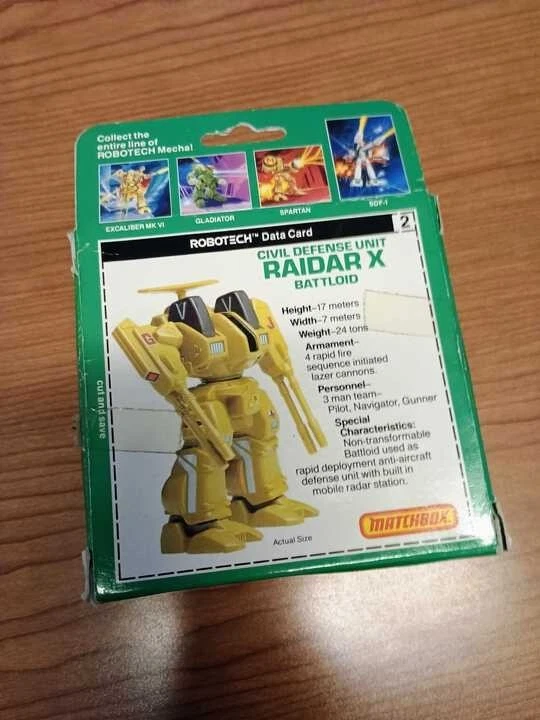 Collect the
entire line of
ROBOTECH Mecha!
EXCALIBER MK VI
GLADIATOR
SPARTAN
SDF-1
ROBOTECH™ Data Card
2
CIVIL DEFENSE UNIT
RAIDAR X
BATTLOID
Height–17 meters
Width–7 meters
Weight–24 tons
Armament–
4 rapid fire
sequence initiated
lazer cannons.
Personnel–
3 man team–
Pilot, Navigator, Gunner
Special
Characteristics:
Non-transformable
Battloid used as
rapid deployment anti-aircraft
defense unit with built in
mobile radar station.
V
V
G
J
cut and save
Actual Size
MATCHBOX